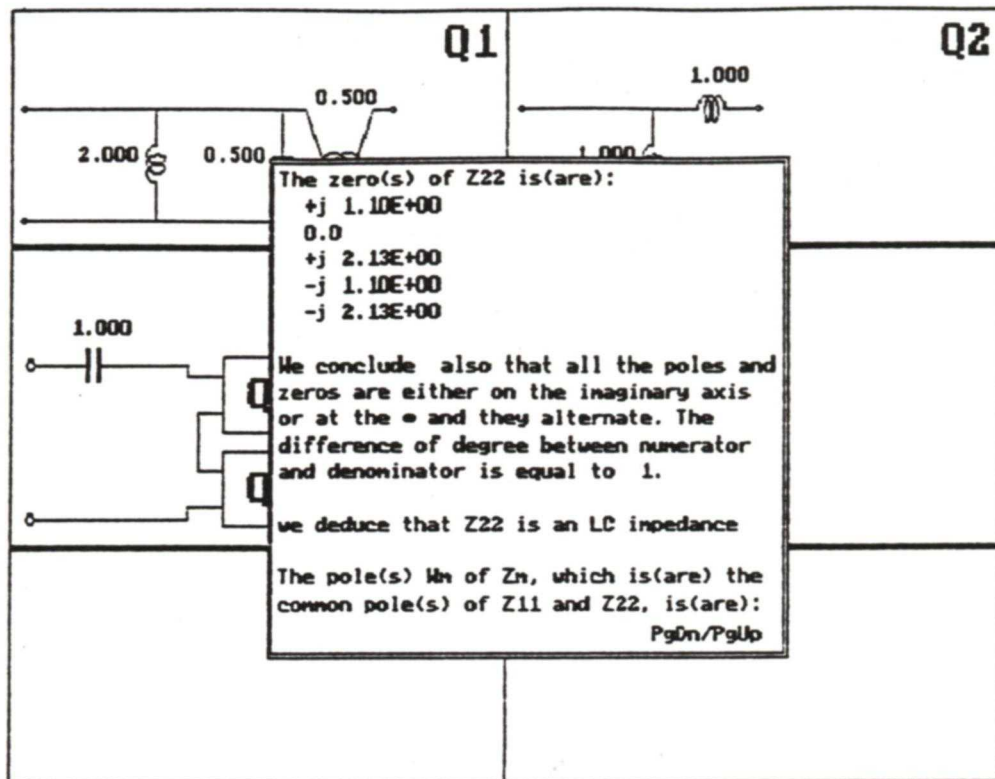 Q1
Q2
1.000
0.500
2.000
0.500
1.000
The zero(s) of Z22 is(are):
+j 1.10E+00
0.0
+j 2.13E+00
-j 1.10E+00
-j 2.13E+00
1.000
We conclude also that all the poles and
zeros are either on the imaginary axis
or at the ∞ and they alternate. The
difference of degree between numerator
and denominator is equal to 1.
we deduce that Z22 is an LC impedance
The pole(s) Wm of Zm, which is(are) the
common pole(s) of Z11 and Z22, is(are):
PgDn/PgUp